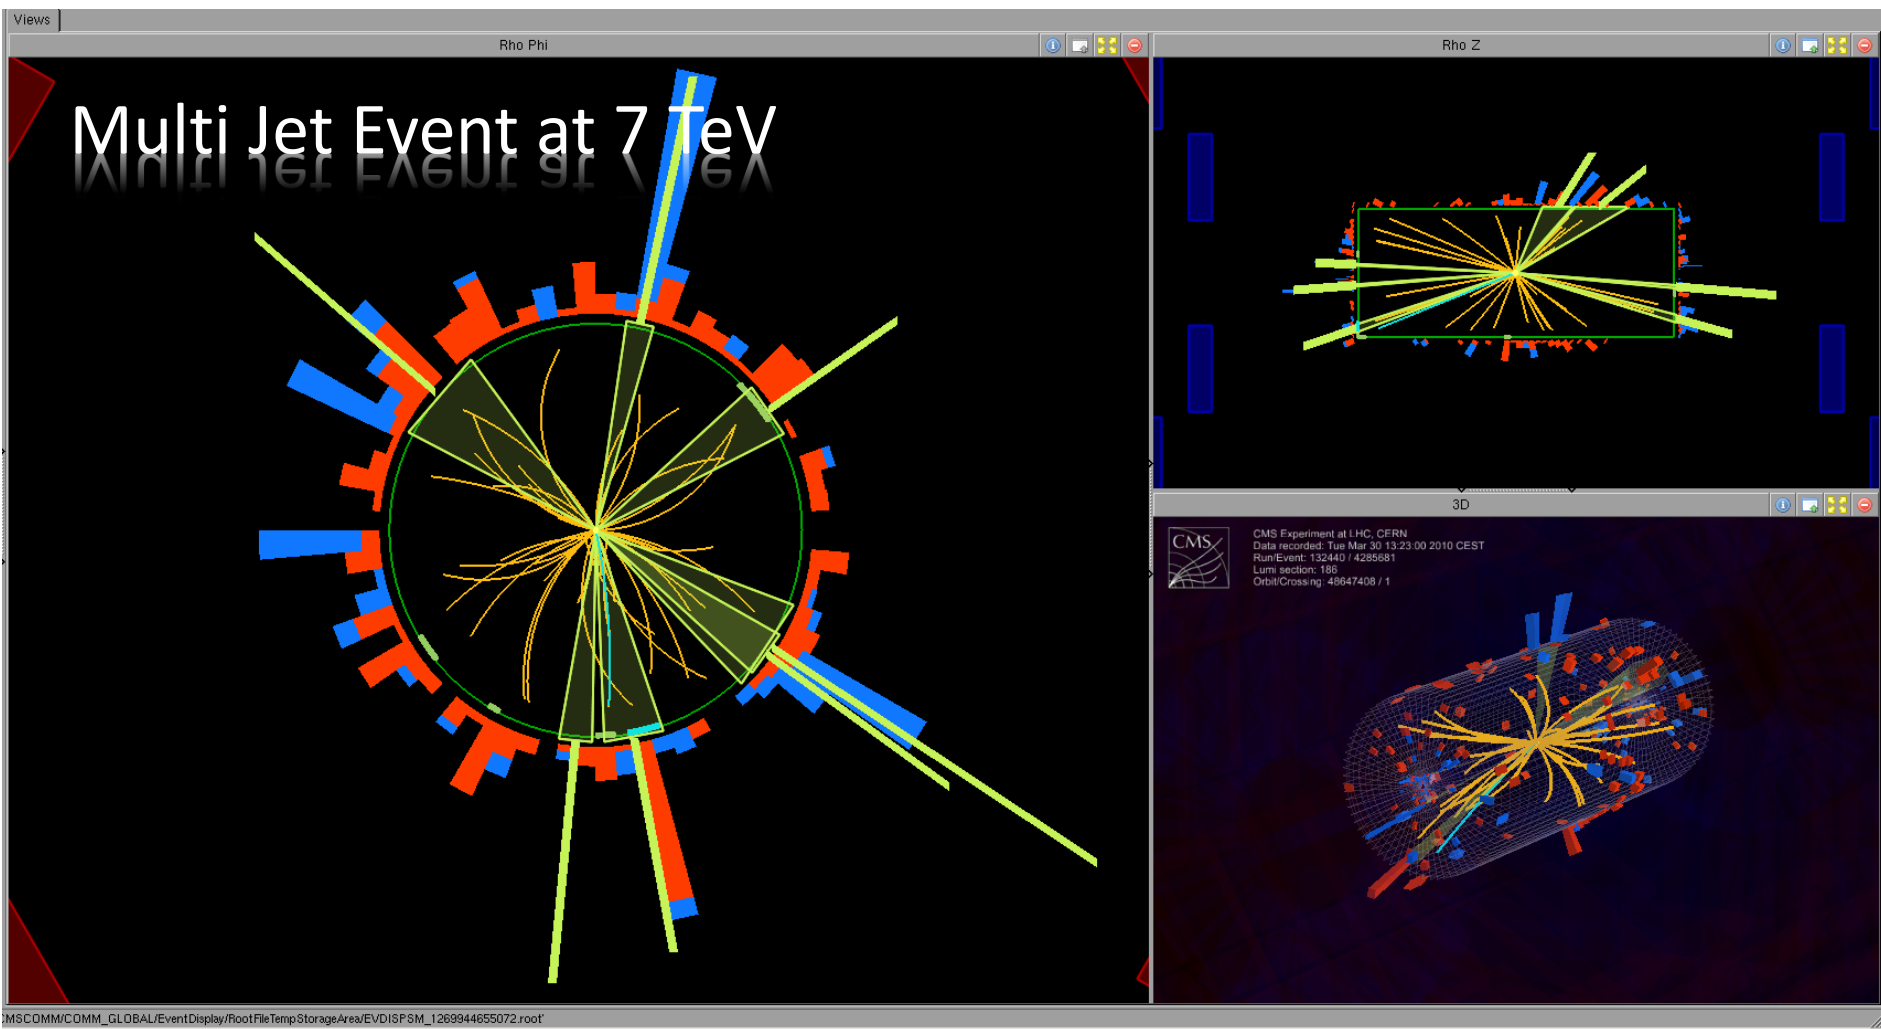 Views
Rho Phi
Multi Jet Event at 7 TeV
Rho Z
3D
CMS
CMS Experiment at LHC, CERN
Data recorded: Tue Mar 30 13:23:00 2010 CEST
Run/Event: 132440 / 4285681
Lumi section: 186
Orbit/Crossing: 48647408 / 1
MSCOMM/COMM_GLOBAL/EventDisplay/RootFileTempStorageArea/EVDISPSM_1269944655072.root'